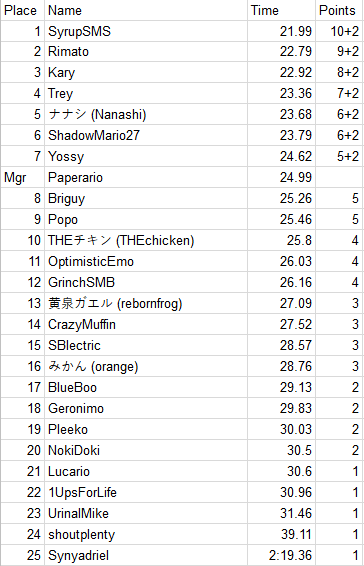 Place Name Time Points
1 SyrupSMS 21.99 10+2
2 Rimato 22.79 9+2
3 Kary 22.92 8+2
4 Trey 23.36 7+2
5 ナナシ (Nanashi) 23.68 6+2
6 ShadowMario27 23.79 6+2
7 Yossy 24.62 5+2
Mgr Paperario 24.99
8 Briguy 25.26 5
9 Popo 25.46 5
10 THEチキン (THEchicken) 25.8 4
11 OptimisticEmo 26.03 4
12 GrinchSMB 26.16 4
13 黄泉ガエル (rebornfrog) 27.09 3
14 CrazyMuffin 27.52 3
15 SBlectric 28.57 3
16 みかん (orange) 28.76 3
17 BlueBoo 29.13 2
18 Geronimo 29.83 2
19 Pleeko 30.03 2
20 NokiDoki 30.5 2
21 Lucario 30.6 1
22 1UpsForLife 30.96 1
23 UrinalMike 31.46 1
24 shoutplenty 39.11 1
25 Synyadriel 2:19.36 1